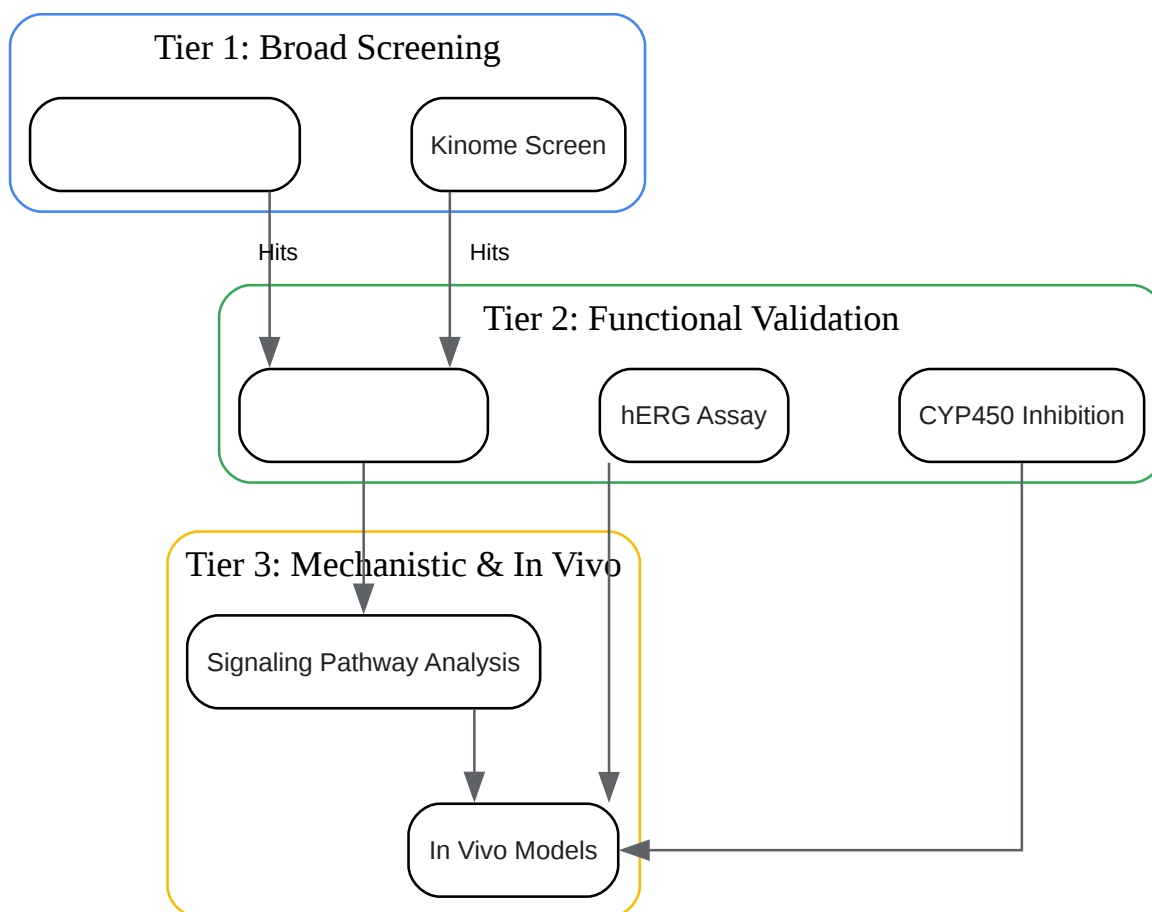 Tier 1: Broad Screening
Kinome Screen
Hits
Hits
Tier 2: Functional Validation
hERG Assay
CYP450 Inhibition
Tier 3: Mechanistic & In Vivo
Signaling Pathway Analysis
In Vivo Models